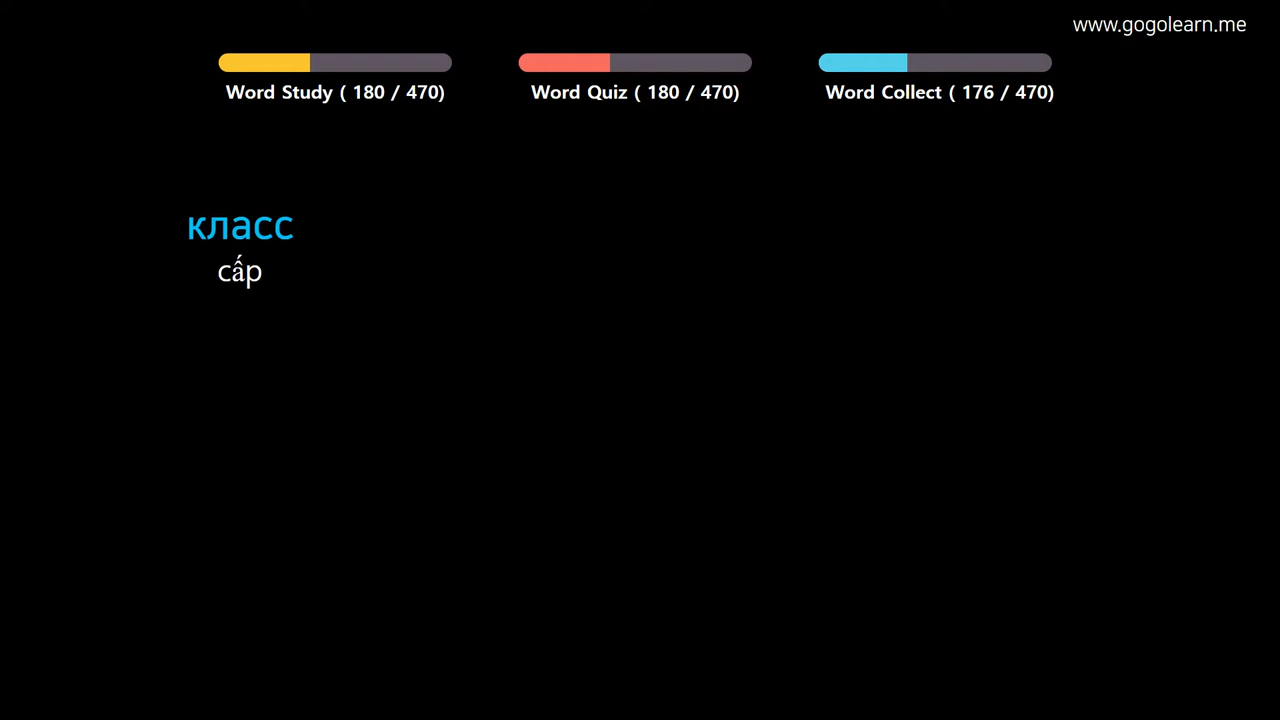 www.gogolearn.me
Word Study ( 180 / 470)
Word Quiz ( 180 / 470)
Word Collect ( 176 / 470)
класс
cấp